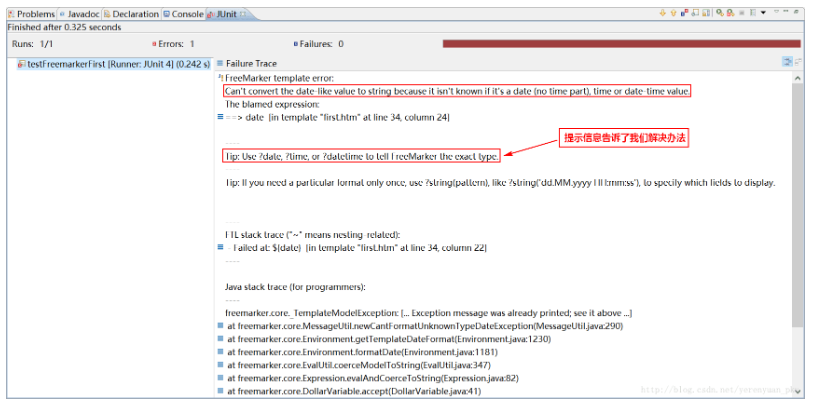 Problems @ Javadoc Declaration Console JUnit
Finished after 0.325 seconds
Runs: 1/1 Errors: 1 Failures: 0
testFreemarkerFirst [Runner: JUnit 4] (0.242 s)
Failure Trace
FreeMarker template error:
Can't convert the date-like value to string because it isn't known if it's a date (no time part), time or date-time value.
The blamed expression:
==> date [in template "first.htm" at line 34, column 24]
----
提示信息告诉了我们解决办法
Tip: Use ?date, ?time, or ?datetime to tell FreeMarker the exact type.
----
Tip: If you need a particular format only once, use ?string(pattern), like ?string('dd.MM.yyyy HH:mm:ss'), to specify which fields to display.
----
----
FTL stack trace ("~" means nesting-related):
- Failed at: ${date} [in template "first.htm" at line 34, column 22]
----
Java stack trace (for programmers):
----
freemarker.core._TemplateModelException: [... Exception message was already printed; see it above ...]
at freemarker.core.MessageUtil.newCantFormatUnknownTypeDateException(MessageUtil.java:290)
at freemarker.core.Environment.getTemplateDateFormat(Environment.java:1230)
at freemarker.core.Environment.formatDate(Environment.java:1181)
at freemarker.core.EvalUtil.coerceModelToString(EvalUtil.java:347)
at freemarker.core.Expression.evalAndCoerceToString(Expression.java:82)
at freemarker.core.DollarVariable.accept(DollarVariable.java:41)